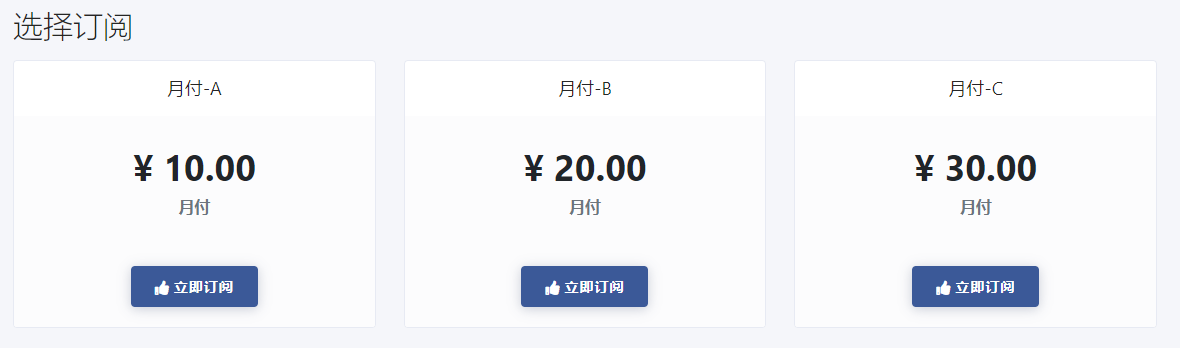 选择订阅
月付-A
¥ 10.00
月付
立即订阅
月付-B
¥ 20.00
月付
立即订阅
月付-C
¥ 30.00
月付
立即订阅